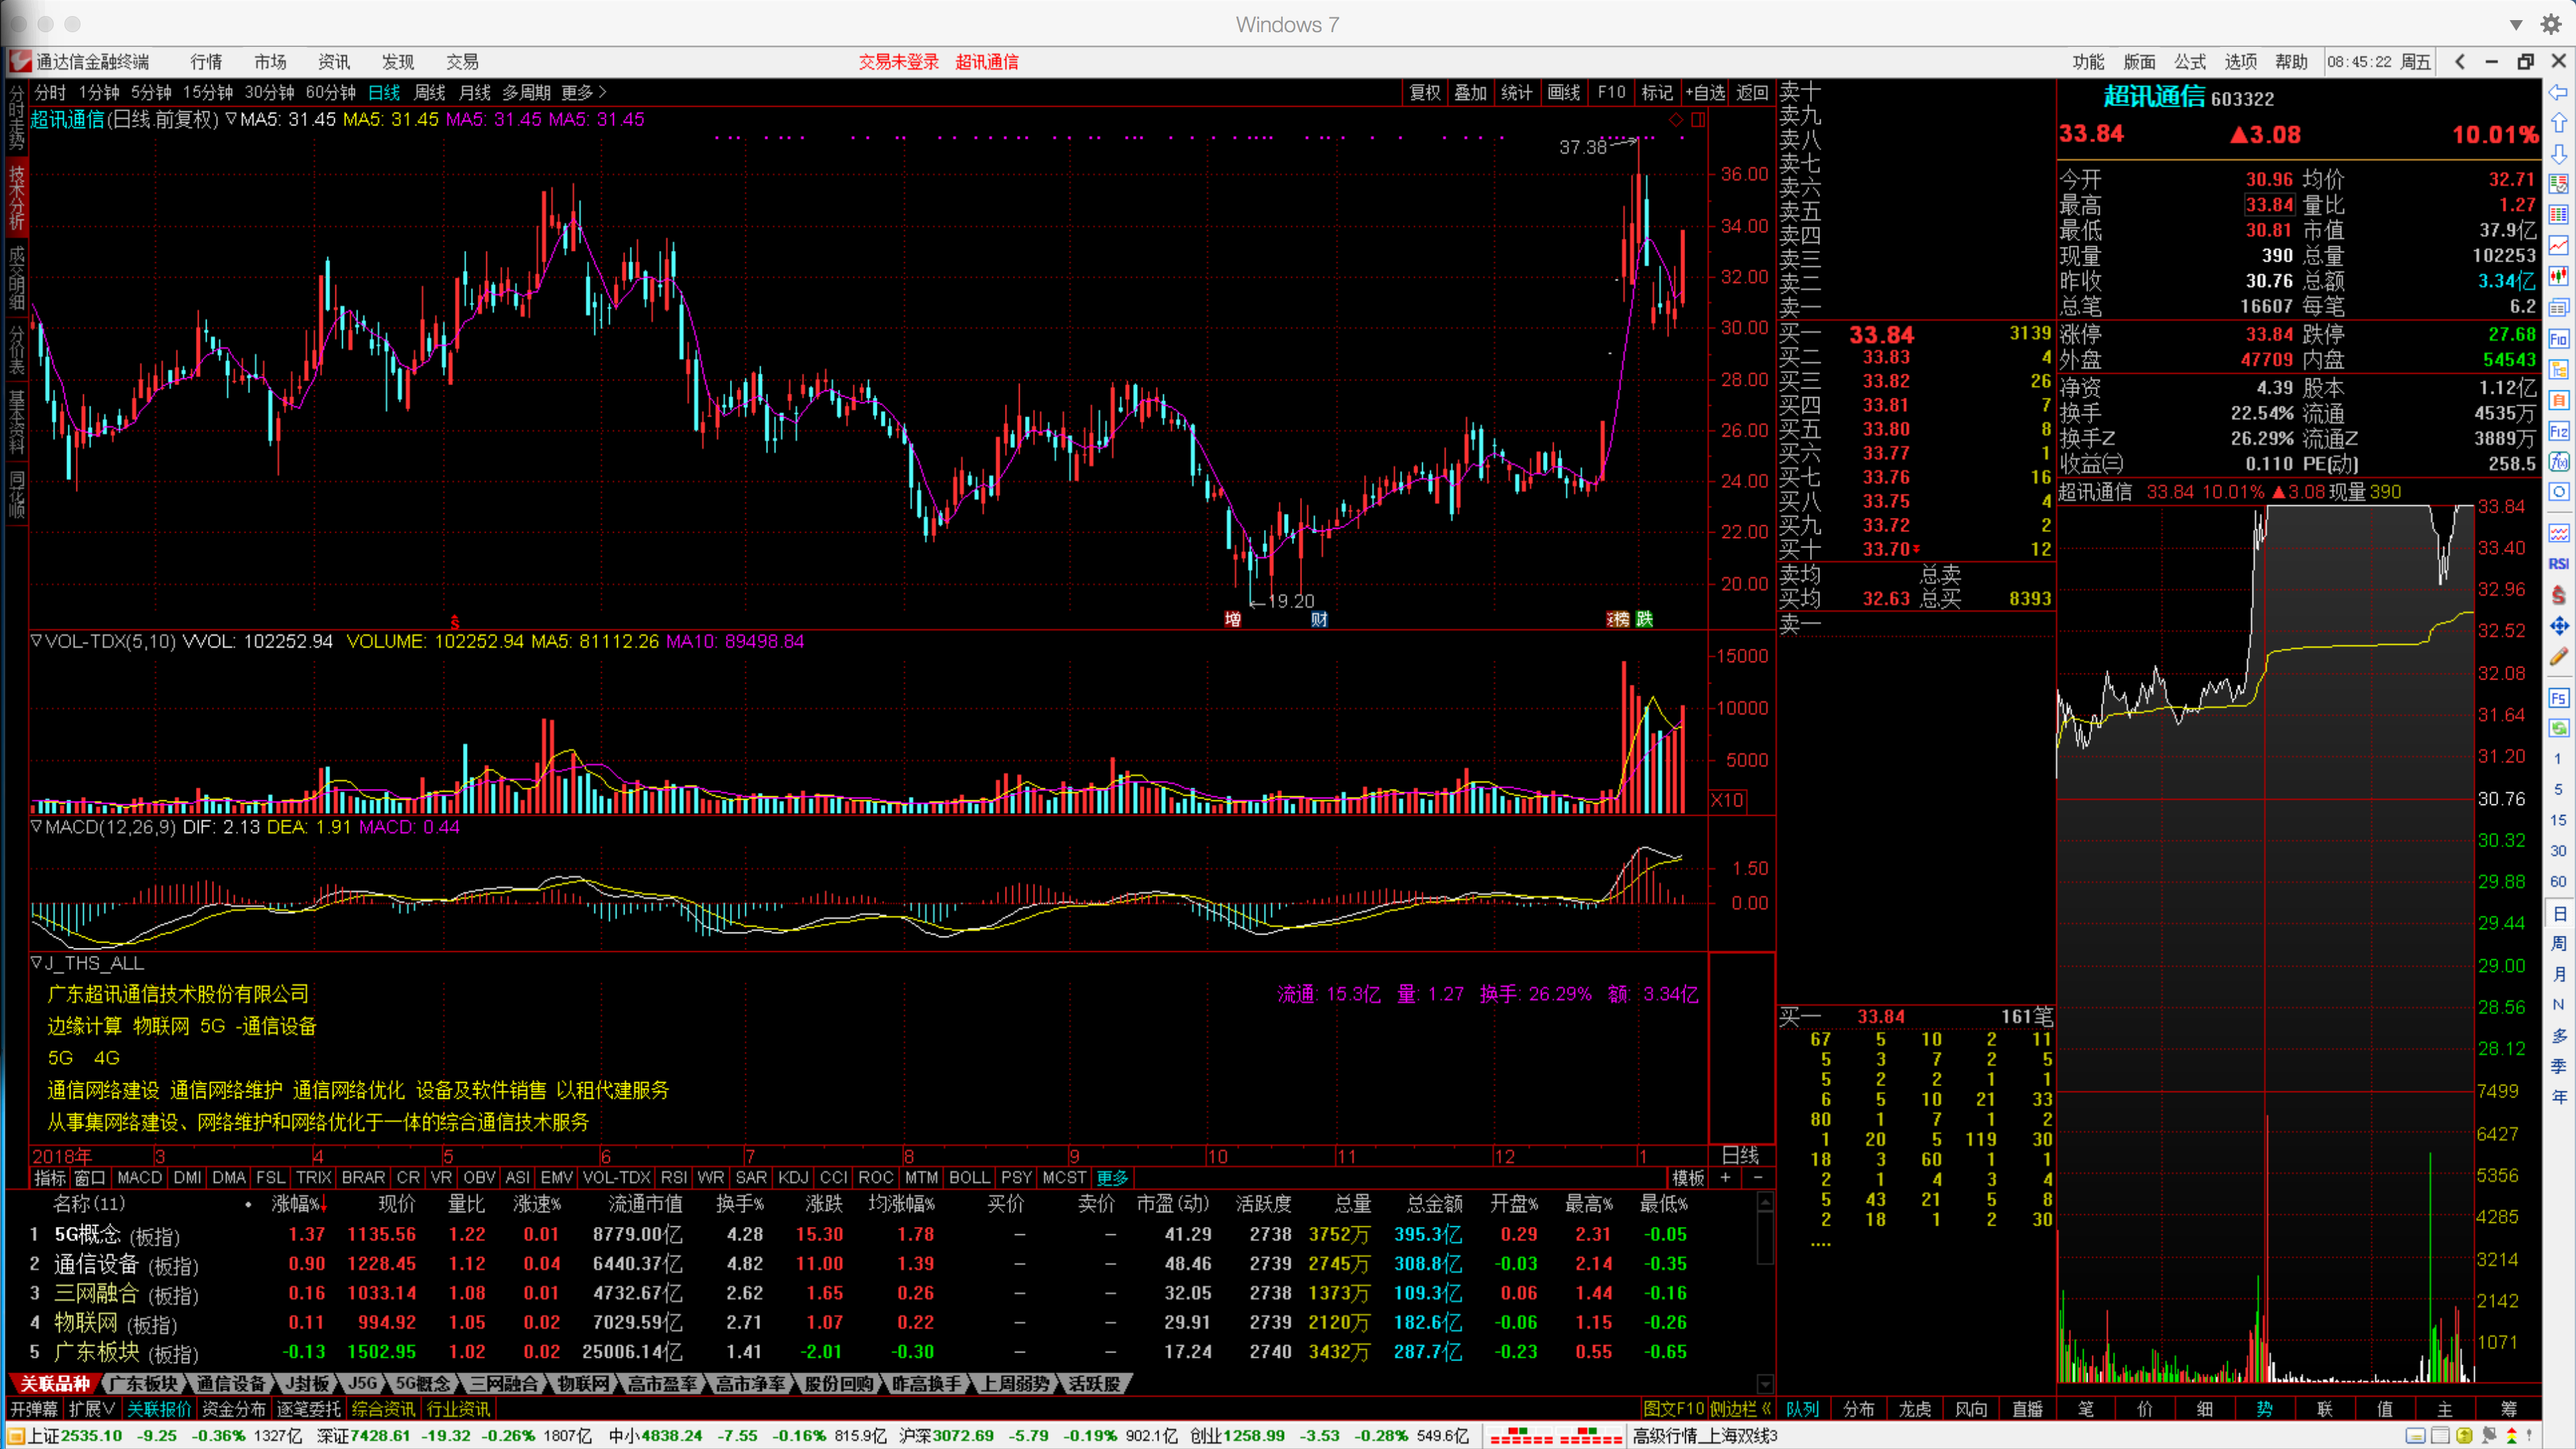 Windows 7
通达信金融终端 行情 市场 资讯 发现 交易 交易未登录 超讯通信 功能 版面 公式 选项 帮助 08:45:22 周五
分时 1分钟 5分钟 15分钟 30分钟 60分钟 日线 周线 月线 多周期 更多> 复权 叠加 统计 画线 F10 标记 +自选 返回
超讯通信(日线.前复权) MA5: 31.45 MA5: 31.45 MA5: 31.45 MA5: 31.45
分时走势
技术分析
成交明细
分价表
基本资料
同花顺
37.38
36.00
34.00
32.00
30.00
28.00
26.00
24.00
22.00
20.00
19.20
增 财 榜 跌
VOL-TDX(5,10) VVOL: 102252.94 VOLUME: 102252.94 MA5: 81112.26 MA10: 89498.84
15000
10000
5000
X10
MACD(12,26,9) DIF: 2.13 DEA: 1.91 MACD: 0.44
1.50
0.00
J_THS_ALL
广东超讯通信技术股份有限公司
流通: 15.3亿 量: 1.27 换手: 26.29% 额: 3.34亿
边缘计算 物联网 5G -通信设备
5G 4G
通信网络建设 通信网络维护 通信网络优化 设备及软件销售 以租代建服务
从事集网络建设、网络维护和网络优化于一体的综合通信技术服务
2018年 3 4 5 6 7 8 9 10 11 12 1 日线
指标 窗口 MACD DMI DMA FSL TRIX BRAR CR VR OBV ASI EMV VOL-TDX RSI WR SAR KDJ CCI ROC MTM BOLL PSY MCST 更多 模板 + -
名称(11) 涨幅%↓ 现价 量比 涨速% 流通市值 换手% 涨跌 均涨幅% 买价 卖价 市盈(动) 活跃度 总量 总金额 开盘% 最高% 最低%
1 5G概念 (板指) 1.37 1135.56 1.22 0.01 8779.00亿 4.28 15.30 1.78 – – 41.29 2738 3752万 395.3亿 0.29 2.31 -0.05
2 通信设备 (板指) 0.90 1228.45 1.12 0.04 6440.37亿 4.82 11.00 1.39 – – 48.46 2739 2745万 308.8亿 -0.03 2.14 -0.35
3 三网融合 (板指) 0.16 1033.14 1.08 0.01 4732.67亿 2.62 1.65 0.26 – – 32.05 2738 1373万 109.3亿 0.06 1.44 -0.16
4 物联网 (板指) 0.11 994.92 1.05 0.02 7029.59亿 2.71 1.07 0.22 – – 29.91 2739 2120万 182.6亿 -0.06 1.15 -0.26
5 广东板块 (板指) -0.13 1502.95 1.02 0.02 25006.14亿 1.41 -2.01 -0.30 – – 17.24 2740 3432万 287.7亿 -0.23 0.55 -0.65
关联品种 广东板块 通信设备 J封板 J5G 5G概念 三网融合 物联网 高市盈率 高市净率 股份回购 昨高换手 上周弱势 活跃股
开弹幕 扩展∨ 关联报价 资金分布 逐笔委托 综合资讯 行业资讯 图文F10 侧边栏《
卖十
卖九
卖八
卖七
卖六
卖五
卖四
卖三
卖二
卖一
买一 33.84 3139
买二 33.83 4
买三 33.82 26
买四 33.81 7
买五 33.80 8
买六 33.77 1
买七 33.76 16
买八 33.75 4
买九 33.72 2
买十 33.70 12
卖均 总卖
买均 32.63 总买 8393
卖一
买一 33.84 161笔
67 5 10 2 11
5 3 7 2 5
5 2 2 1 1
6 5 10 21 33
80 1 7 1 2
1 20 5 119 30
18 3 60 1 1
2 1 4 3 4
5 43 21 5 8
2 18 1 2 30
....
队列 分布 龙虎 风向 直播
超讯通信 603322
33.84 ▲3.08 10.01%
今开 30.96 均价 32.71
最高 33.84 量比 1.27
最低 30.81 市值 37.9亿
现量 390 总量 102253
昨收 30.76 总额 3.34亿
总笔 16607 每笔 6.2
涨停 33.84 跌停 27.68
外盘 47709 内盘 54543
净资 4.39 股本 1.12亿
换手 22.54% 流通 4535万
换手Z 26.29% 流通Z 3889万
收益(三) 0.110 PE(动) 258.5
超讯通信 33.84 10.01% ▲3.08 现量 390
33.84
33.40
32.96
32.52
32.08
31.64
31.20
30.76
30.32
29.88
29.44
29.00
28.56
28.12
7499
6427
5356
4285
3214
2142
1071
笔 价 细 势 联 值 主 筹
F10
自
F12
RSI
F5
1
5
15
30
60
日
周
月
N
多
季
年
上证2535.10 -9.25 -0.36% 1327亿 深证7428.61 -19.32 -0.26% 1807亿 中小4838.24 -7.55 -0.16% 815.9亿 沪深3072.69 -5.79 -0.19% 902.1亿 创业1258.99 -3.53 -0.28% 549.6亿 高级行情_上海双线3